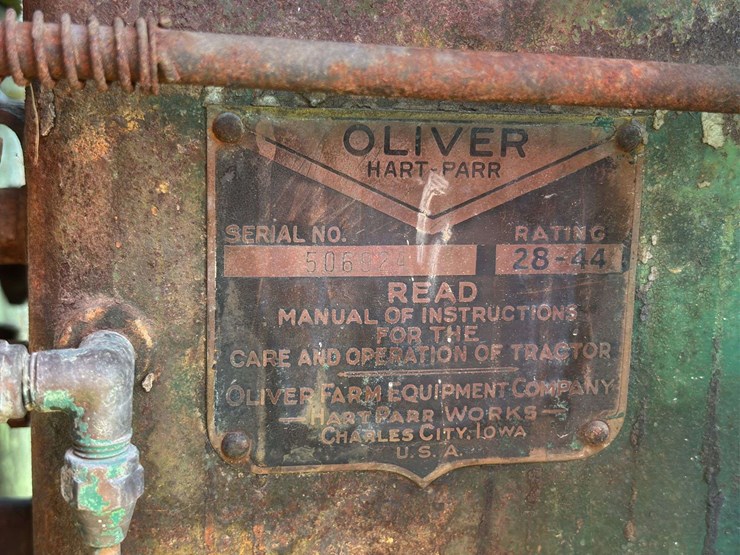 OLIVER
HART-PARR
SERIAL NO. RATING
28-44
READ
MANUAL OF INSTRUCTIONS
FOR THE
CARE AND OPERATION OF TRACTOR
OLIVER FARM EQUIPMENT COMPANY
—HART PARR WORKS—
CHARLES CITY, IOWA
U.S.A.